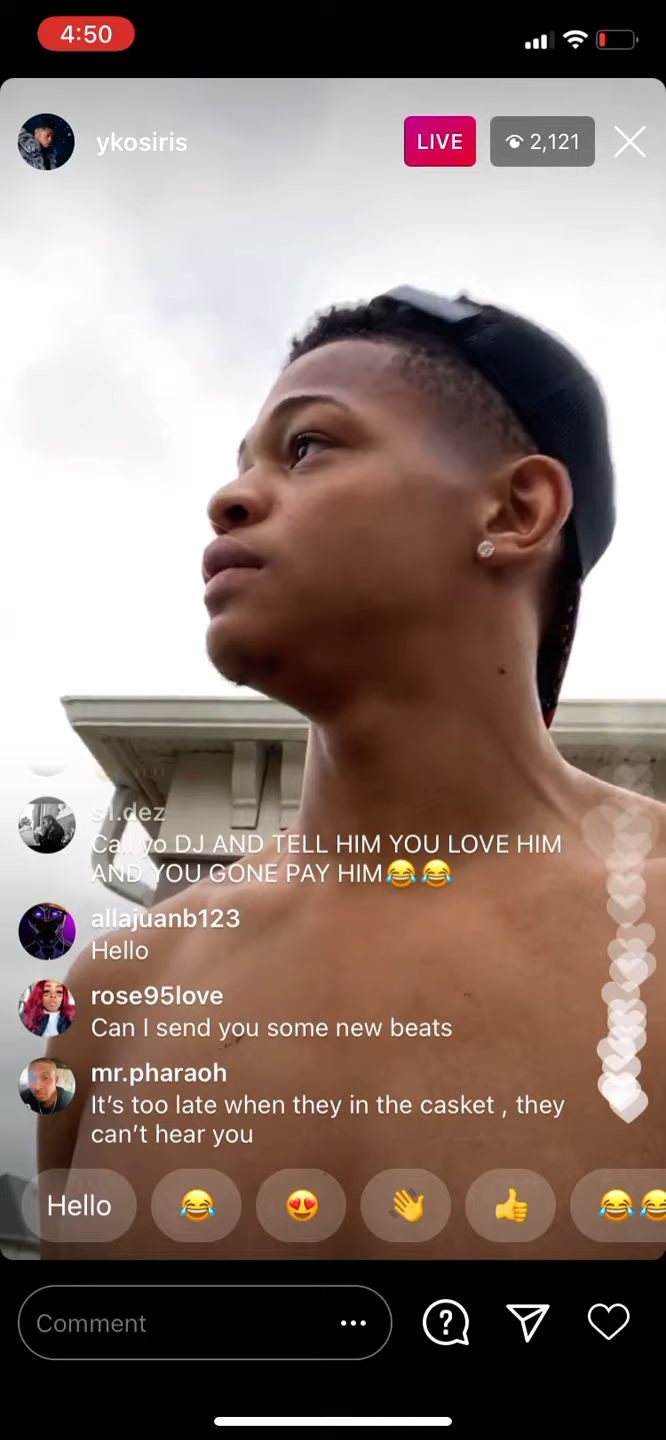 4:50
ykosiris
LIVE
2,121
s1.dez
Call yo DJ AND TELL HIM YOU LOVE HIM
AND YOU GONE PAY HIM😂😂
allajuanb123
Hello
rose95love
Can I send you some new beats
mr.pharaoh
It’s too late when they in the casket , they
can’t hear you
Hello 😂 😍 👋 👍 😂😂
Comment